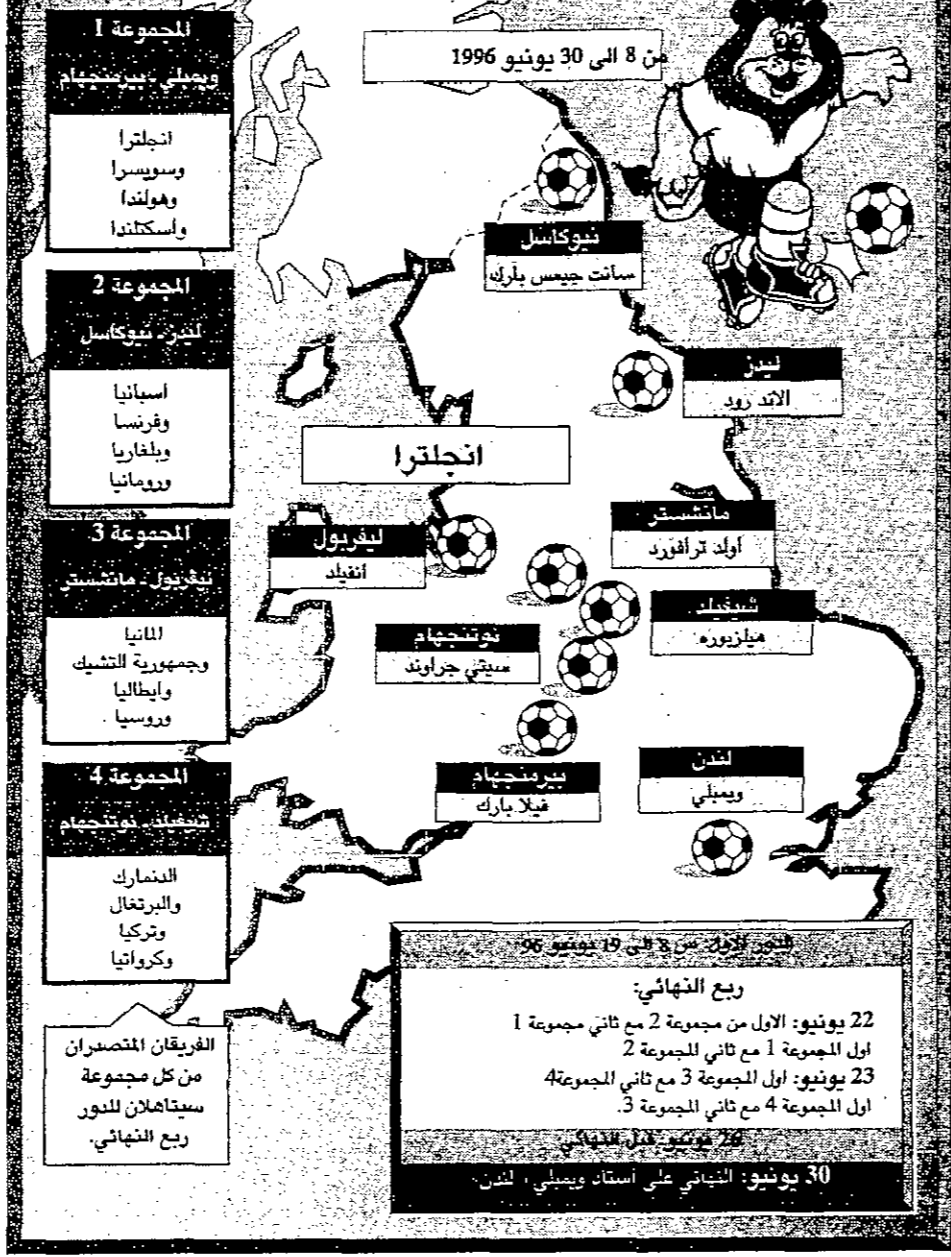 من 8 الى 30 يونيو 1996
المجموعة 1
ويمبلي - بيرمنجهام
انجلترا
وسويسرا
وهولندا
وأسكتلندا
المجموعة 2
ليدز - نيوكاسل
اسبانيا
وفرنسا
وبلغاريا
ورومانيا
المجموعة 3
ليفربول - مانشستر
المانيا
وجمهورية التشيك
وايطاليا
وروسيا
المجموعة 4
شيفيلد - نوتنجهام
الدنمارك
والبرتغال
وتركيا
وكرواتيا
الفريقان المتصدران
من كل مجموعة
سيتاهلان للدور
ربع النهائي.
نيوكاسل
سانت جيمس بارك
ليدز
الاند رود
انجلترا
مانشستر
أولد ترافورد
ليفربول
أنفيلد
شيفيلد
هيلزبوره
نوتنجهام
سيتي جراوند
بيرمنجهام
فيلا بارك
لندن
ويمبلي
الدور الاول: من 8 الى 19 يونيو 96
ربع النهائي:
22 يونيو: الاول من مجموعة 2 مع ثاني مجموعة 1
اول المجموعة 1 مع ثاني المجموعة 2
23 يونيو: اول المجموعة 3 مع ثاني المجموعة4
اول المجموعة 4 مع ثاني المجموعة 3.
26 يونيو: قبل النهائي
30 يونيو: النهائي على أستاد ويمبلي - لندن